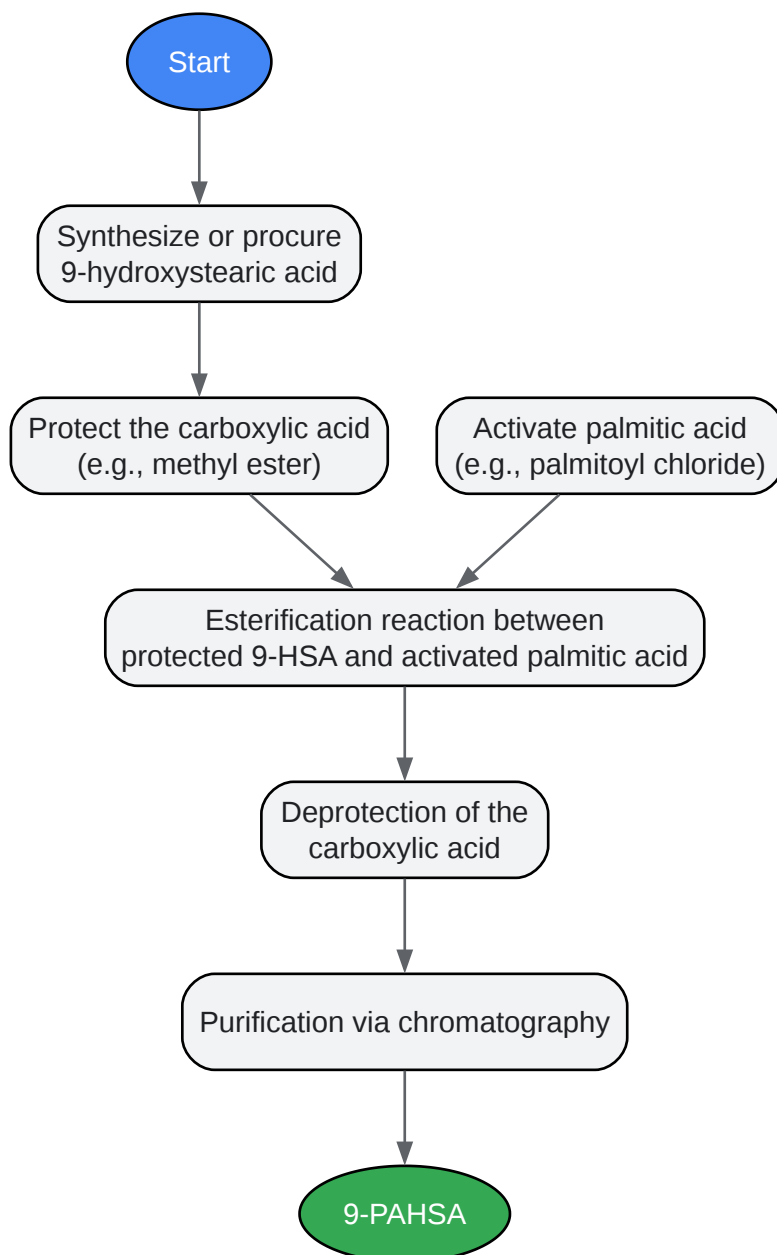 Start
Synthesize or procure
9-hydroxystearic acid
Protect the carboxylic acid
(e.g., methyl ester)
Activate palmitic acid
(e.g., palmitoyl chloride)
Esterification reaction between
protected 9-HSA and activated palmitic acid
Deprotection of the
carboxylic acid
Purification via chromatography
9-PAHSA